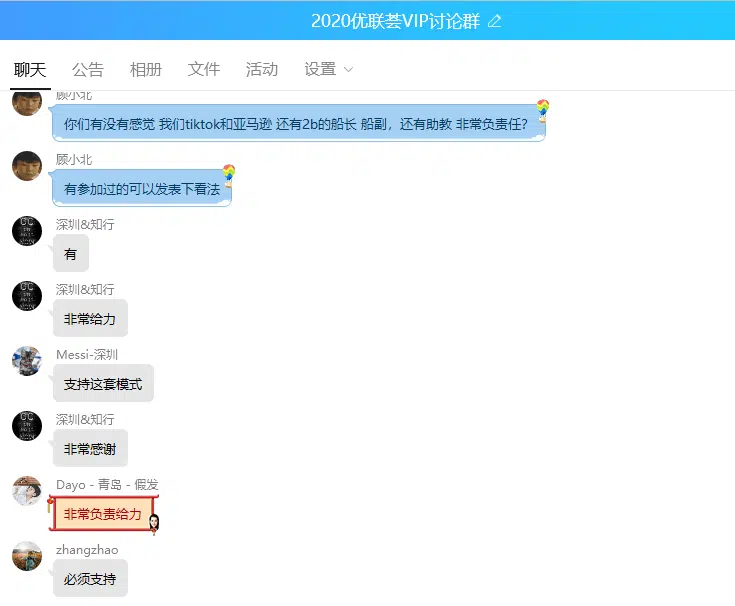 2020优联荟VIP讨论群
聊天 公告 相册 文件 活动 设置
顾小北
你们有没有感觉 我们tiktok和亚马逊 还有2b的船长 船副，还有助教 非常负责任?
顾小北
有参加过的可以发表下看法
深圳&知行
有
深圳&知行
非常给力
Messi-深圳
支持这套模式
深圳&知行
非常感谢
Dayo - 青岛 - 假发
非常负责给力
zhangzhao
必须支持